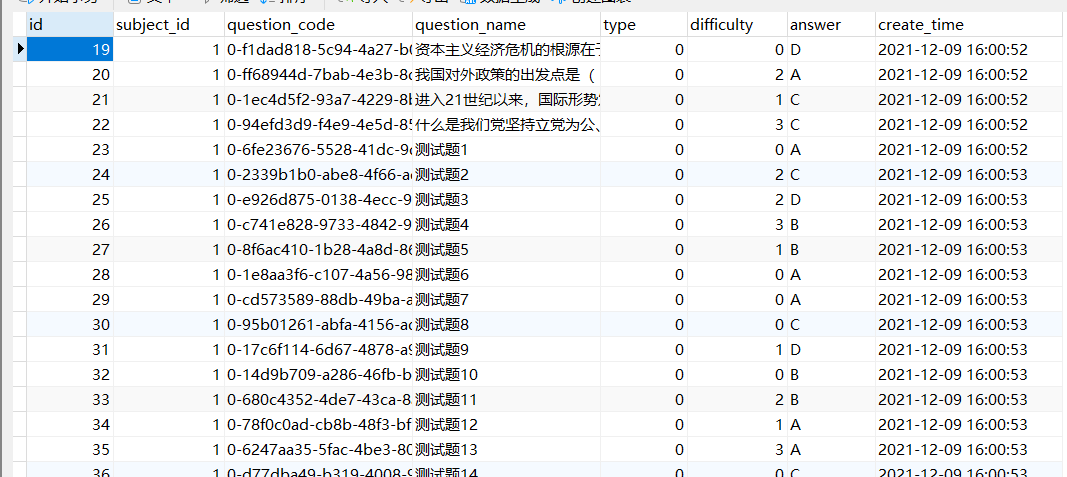 id subject_id question_code question_name type difficulty answer create_time
19 1 0-f1dad818-5c94-4a27-b 资本主义经济危机的根源在 0 0 D 2021-12-09 16:00:52
20 1 0-ff68944d-7bab-4e3b-8 我国对外政策的出发点是（ 0 2 A 2021-12-09 16:00:52
21 1 0-1ec4d5f2-93a7-4229-8 进入21世纪以来，国际形势 0 1 C 2021-12-09 16:00:52
22 1 0-94efd3d9-f4e9-4e5d-85 什么是我们党坚持立党为公、 0 3 C 2021-12-09 16:00:52
23 1 0-6fe23676-5528-41dc-9 测试题1 0 0 A 2021-12-09 16:00:52
24 1 0-2339b1b0-abe8-4f66-a 测试题2 0 2 C 2021-12-09 16:00:53
25 1 0-e926d875-0138-4ecc-9 测试题3 0 2 D 2021-12-09 16:00:53
26 1 0-c741e828-9733-4842-9 测试题4 0 3 B 2021-12-09 16:00:53
27 1 0-8f6ac410-1b28-4a8d-86 测试题5 0 1 B 2021-12-09 16:00:53
28 1 0-1e8aa3f6-c107-4a56-98 测试题6 0 0 A 2021-12-09 16:00:53
29 1 0-cd573589-88db-49ba-a 测试题7 0 0 A 2021-12-09 16:00:53
30 1 0-95b01261-abfa-4156-a 测试题8 0 0 C 2021-12-09 16:00:53
31 1 0-17c6f114-6d67-4878-a 测试题9 0 1 D 2021-12-09 16:00:53
32 1 0-14d9b709-a286-46fb-b 测试题10 0 0 B 2021-12-09 16:00:53
33 1 0-680c4352-4de7-43ca-8 测试题11 0 2 B 2021-12-09 16:00:53
34 1 0-78f0c0ad-cb8b-48f3-bf 测试题12 0 1 A 2021-12-09 16:00:53
35 1 0-6247aa35-5fac-4be3-80 测试题13 0 3 A 2021-12-09 16:00:53
36 1 0-d77dba49-b319-4008-9 测试题14 0 0 C 2021-12-09 16:00:53